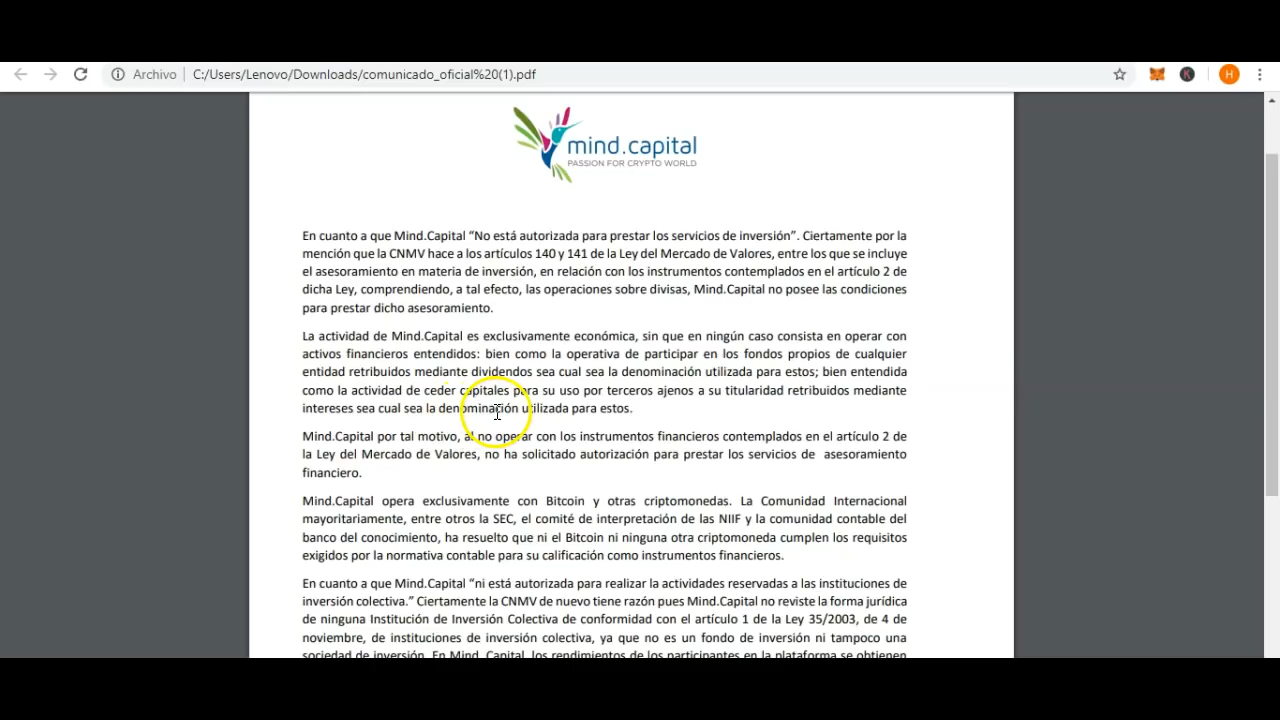 Archivo C:/Users/Lenovo/Downloads/comunicado_oficial%20(1).pdf
K
H
mind.capital
PASSION FOR CRYPTO WORLD
En cuanto a que Mind.Capital “No está autorizada para prestar los servicios de inversión”. Ciertamente por la
mención que la CNMV hace a los artículos 140 y 141 de la Ley del Mercado de Valores, entre los que se incluye
el asesoramiento en materia de inversión, en relación con los instrumentos contemplados en el artículo 2 de
dicha Ley, comprendiendo, a tal efecto, las operaciones sobre divisas, Mind.Capital no posee las condiciones
para prestar dicho asesoramiento.
La actividad de Mind.Capital es exclusivamente económica, sin que en ningún caso consista en operar con
activos financieros entendidos: bien como la operativa de participar en los fondos propios de cualquier
entidad retribuidos mediante dividendos sea cual sea la denominación utilizada para estos; bien entendida
como la actividad de ceder capitales para su uso por terceros ajenos a su titularidad retribuidos mediante
intereses sea cual sea la denominación utilizada para estos.
Mind.Capital por tal motivo, al no operar con los instrumentos financieros contemplados en el artículo 2 de
la Ley del Mercado de Valores, no ha solicitado autorización para prestar los servicios de asesoramiento
financiero.
Mind.Capital opera exclusivamente con Bitcoin y otras criptomonedas. La Comunidad Internacional
mayoritariamente, entre otros la SEC, el comité de interpretación de las NIIF y la comunidad contable del
banco del conocimiento, ha resuelto que ni el Bitcoin ni ninguna otra criptomoneda cumplen los requisitos
exigidos por la normativa contable para su calificación como instrumentos financieros.
En cuanto a que Mind.Capital “ni está autorizada para realizar la actividades reservadas a las instituciones de
inversión colectiva.” Ciertamente la CNMV de nuevo tiene razón pues Mind.Capital no reviste la forma jurídica
de ninguna Institución de Inversión Colectiva de conformidad con el artículo 1 de la Ley 35/2003, de 4 de
noviembre, de instituciones de inversión colectiva, ya que no es un fondo de inversión ni tampoco una
sociedad de inversión. En Mind. Capital, los rendimientos de los participantes en la plataforma se obtienen